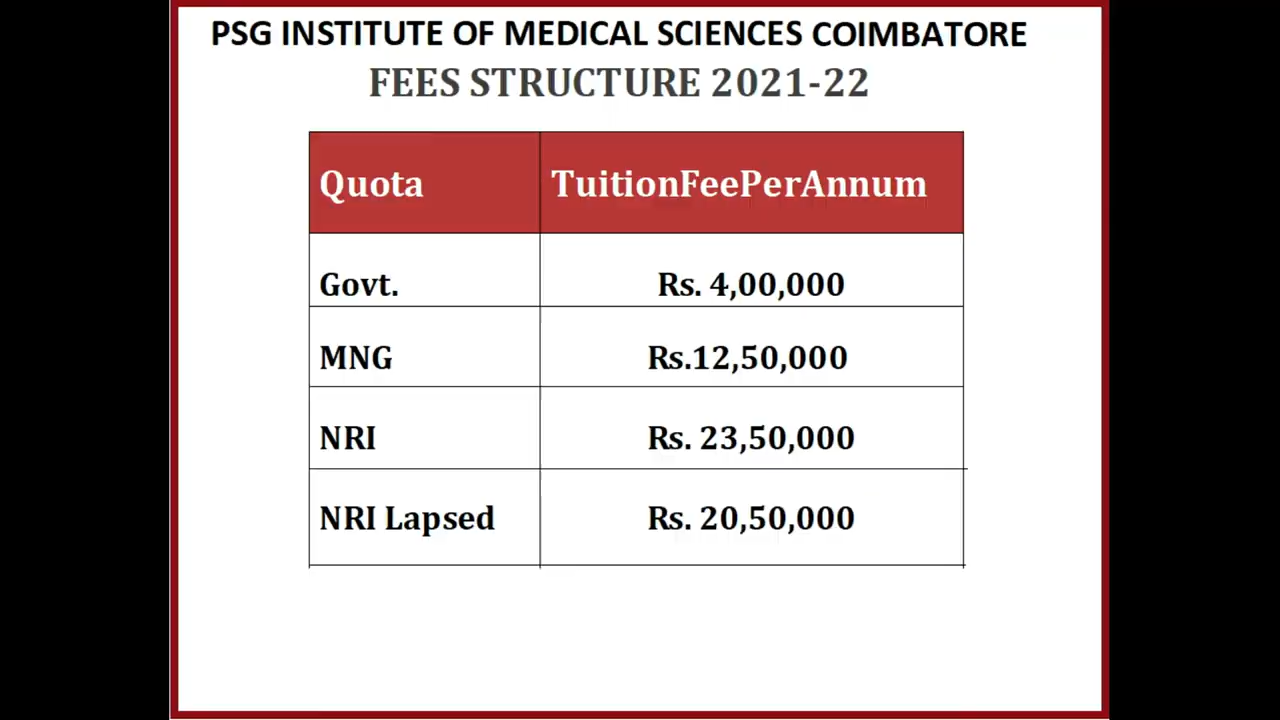 PSG INSTITUTE OF MEDICAL SCIENCES COIMBATORE
FEES STRUCTURE 2021-22
Quota TuitionFeePerAnnum
Govt. Rs. 4,00,000
MNG Rs.12,50,000
NRI Rs. 23,50,000
NRI Lapsed Rs. 20,50,000